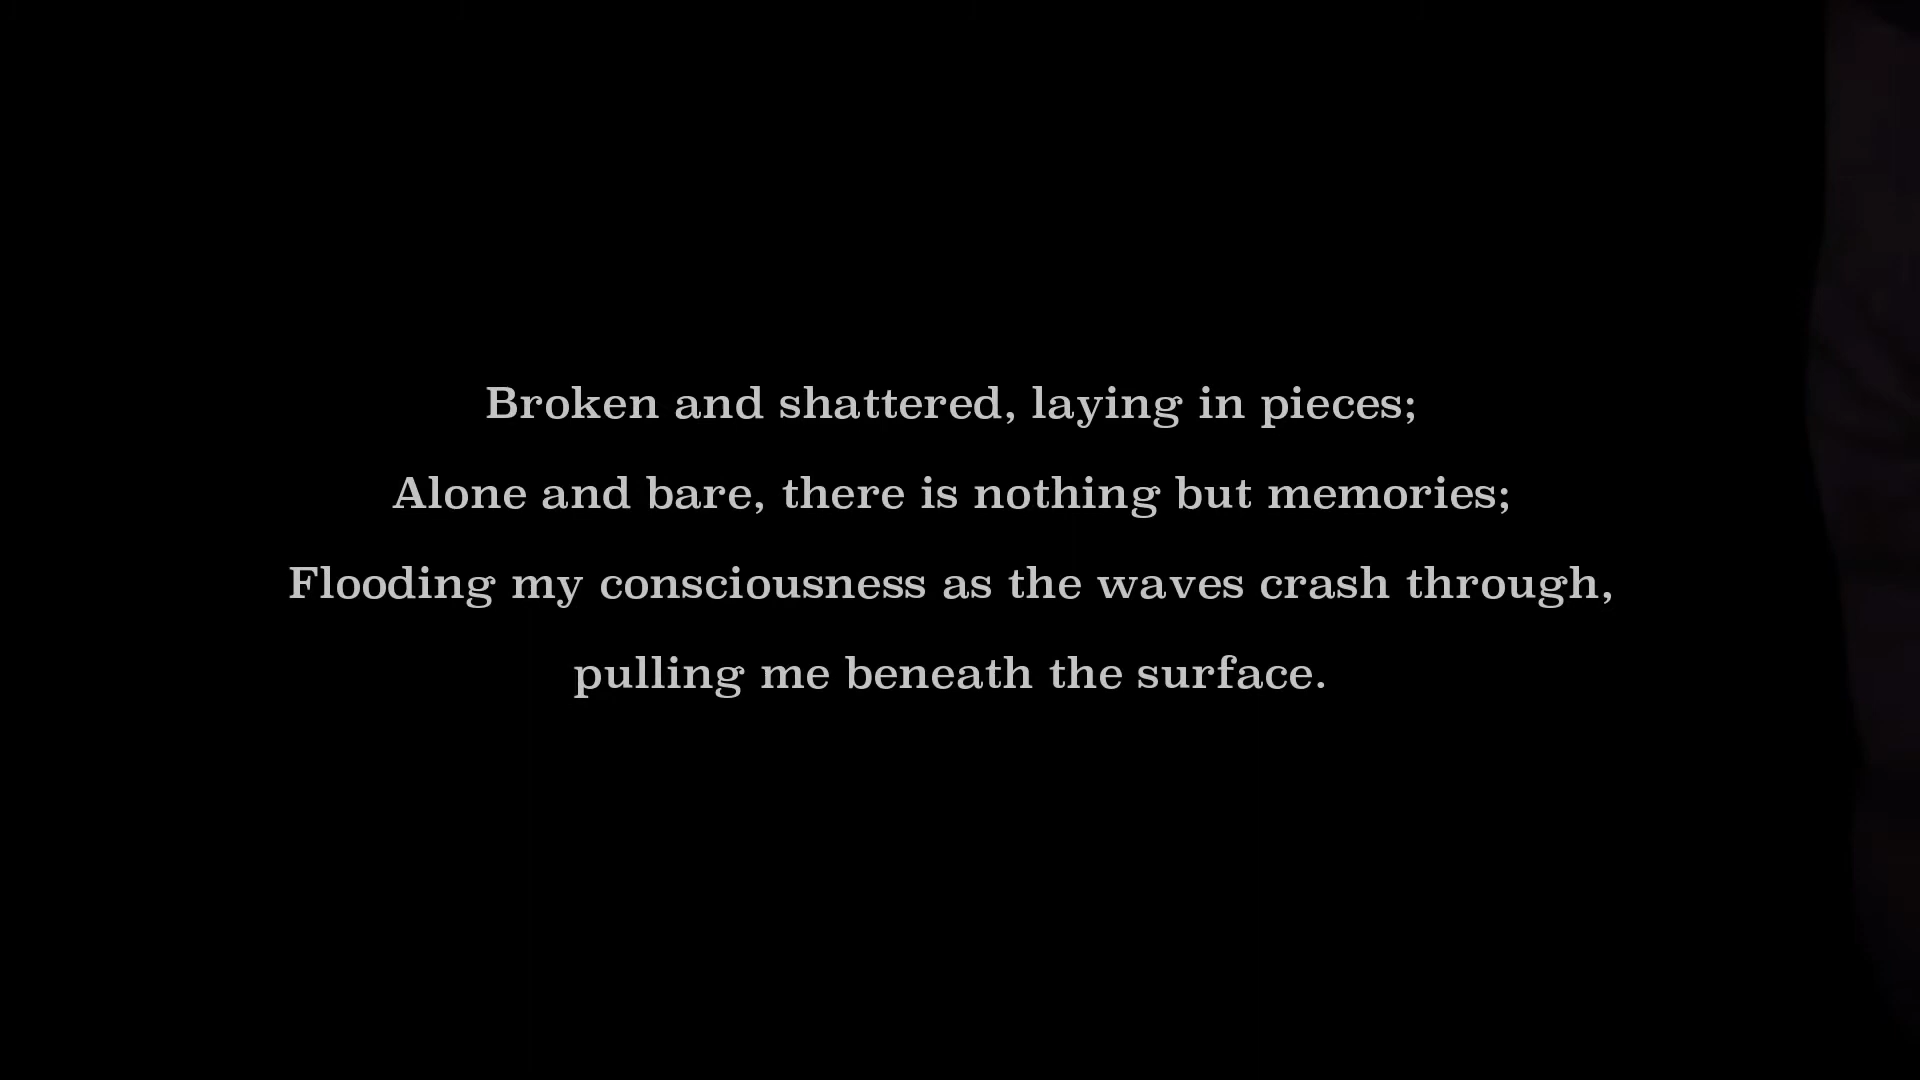 Broken and shattered, laying in pieces;
Alone and bare, there is nothing but memories;
Flooding my consciousness as the waves crash through,
pulling me beneath the surface.